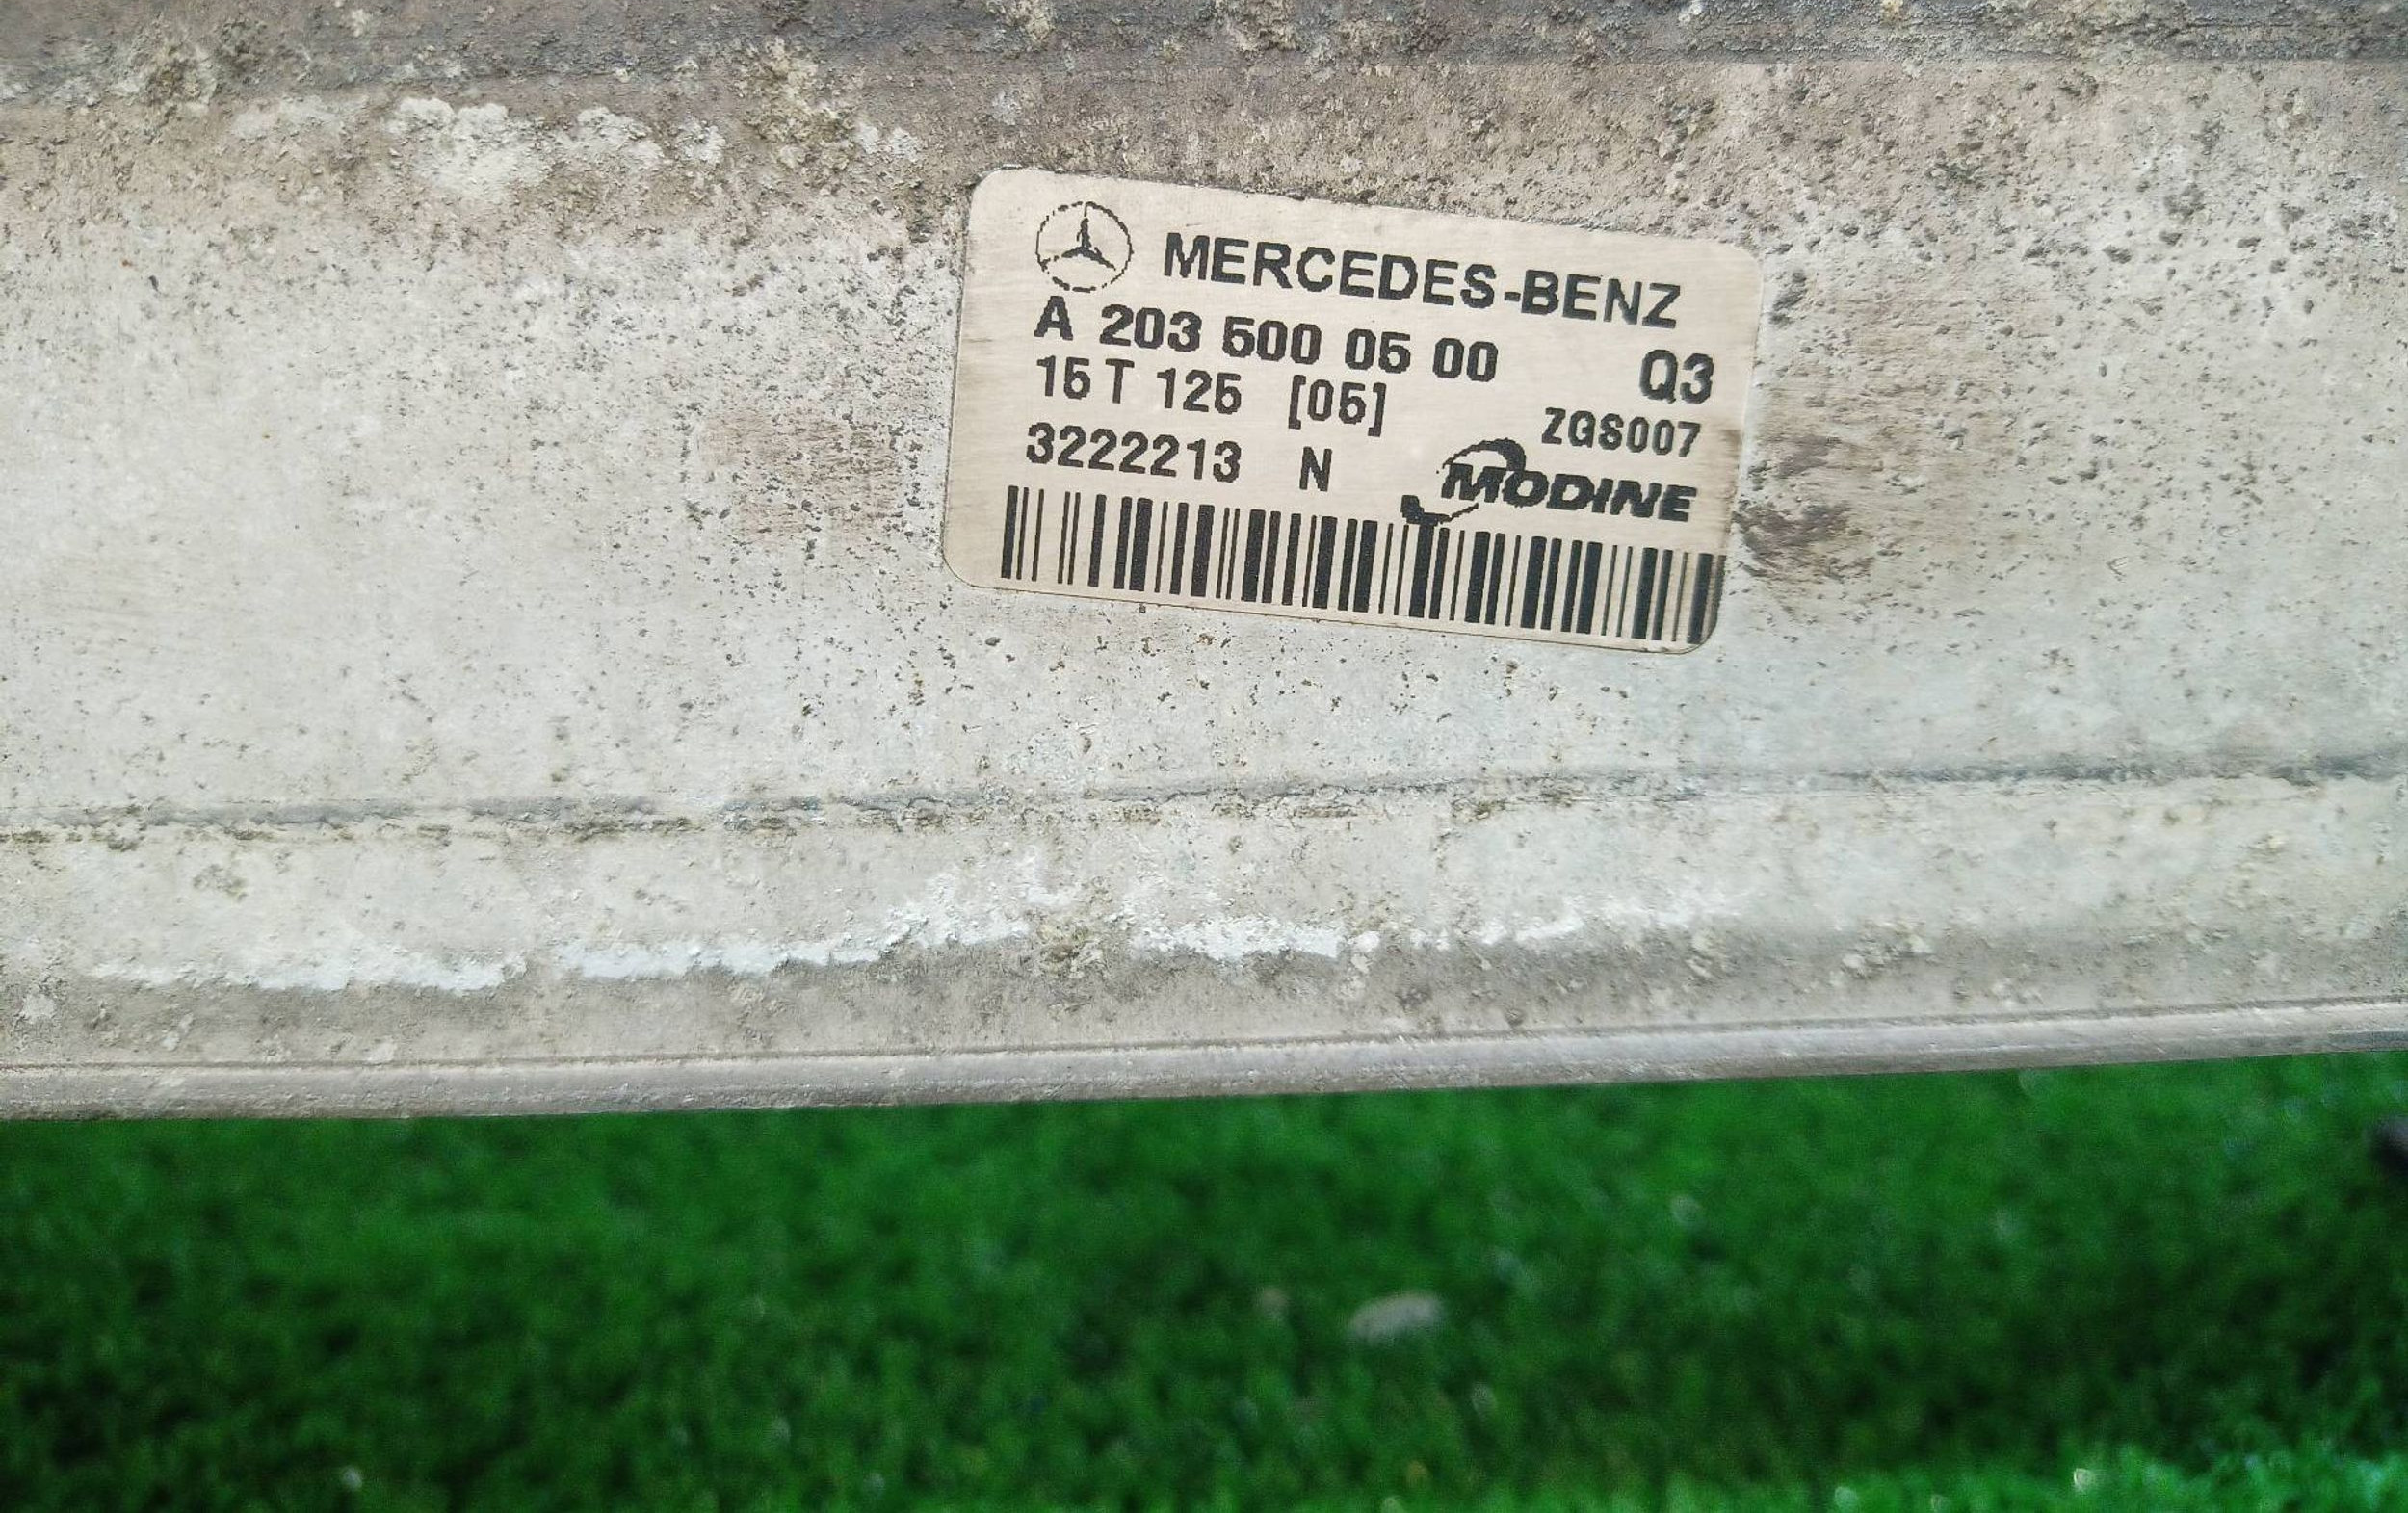 MERCEDES-BENZ
A 203 500 05 00 Q3
15 T 125 [05] ZGS007
3222213 N MODINE